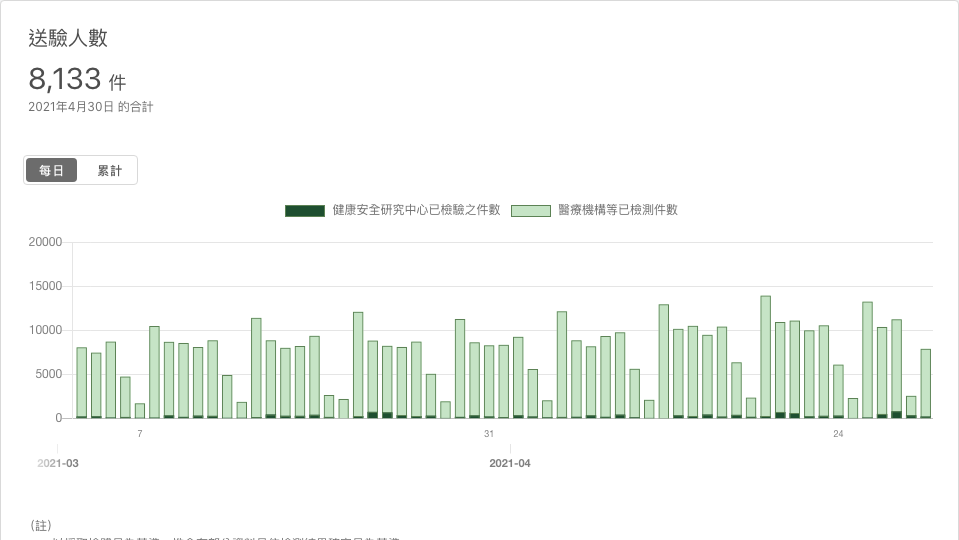 送驗人數
8,133 件
2021年4月30日 的合計
每日 累計
健康安全研究中心已檢驗之件數 醫療機構等已檢測件數
20000
15000
10000
5000
0
7 31 24
2021-03 2021-04
(註)